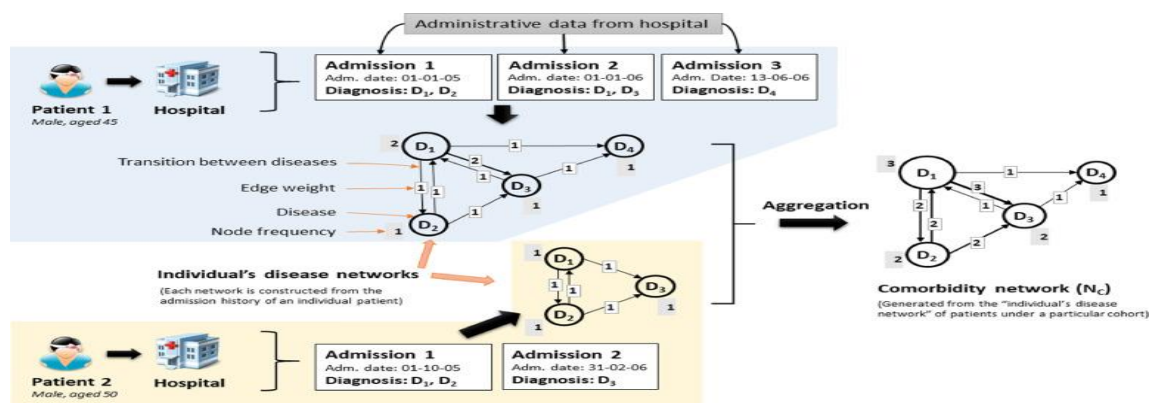 Administrative data from hospital
Patient 1
Male, aged 45
Hospital
Admission 1
Adm. date: 01-01-05
Diagnosis: D₁, D₂
Admission 2
Adm. date: 01-01-06
Diagnosis: D₁, D₃
Admission 3
Adm. Date: 13-06-06
Diagnosis: D₄
Transition between diseases
Edge weight
Disease
Node frequency
2
D₁
1
D₄
1
2
1
D₃
1
1
1
1
1
D₂
1
Individual's disease networks
(Each network is constructed from the
admission history of an individual patient)
1
D₁
1
D₃
1
1
1
1
D₂
1
Aggregation
3
D₁
1
D₄
1
3
1
1
D₃
2
2
2
2
D₂
2
Comorbidity network (N_C)
(Generated from the "individual's disease
network" of patients under a particular cohort)
Patient 2
Male, aged 50
Hospital
Admission 1
Adm. date: 01-10-05
Diagnosis: D₁, D₂
Admission 2
Adm. date: 31-02-06
Diagnosis: D₃